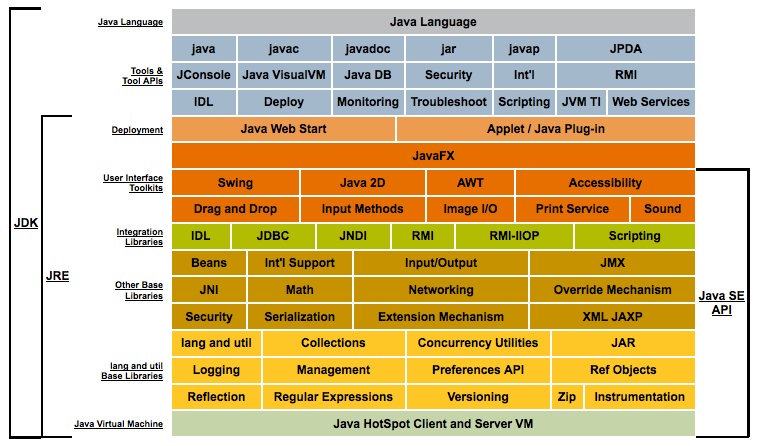 Java Language Java Language
java javac javadoc jar javap JPDA
Tools &
Tool APIs
JConsole Java VisualVM Java DB Security Int'l RMI
IDL Deploy Monitoring Troubleshoot Scripting JVM TI Web Services
Deployment Java Web Start Applet / Java Plug-in
JavaFX
User Interface
Toolkits
Swing Java 2D AWT Accessibility
Drag and Drop Input Methods Image I/O Print Service Sound
JDK
Integration
Libraries
IDL JDBC JNDI RMI RMI-IIOP Scripting
Beans Int'l Support Input/Output JMX
JRE
Other Base
Libraries
JNI Math Networking Override Mechanism
Java SE
API
Security Serialization Extension Mechanism XML JAXP
lang and util Collections Concurrency Utilities JAR
lang and util
Base Libraries
Logging Management Preferences API Ref Objects
Reflection Regular Expressions Versioning Zip Instrumentation
Java Virtual Machine Java HotSpot Client and Server VM